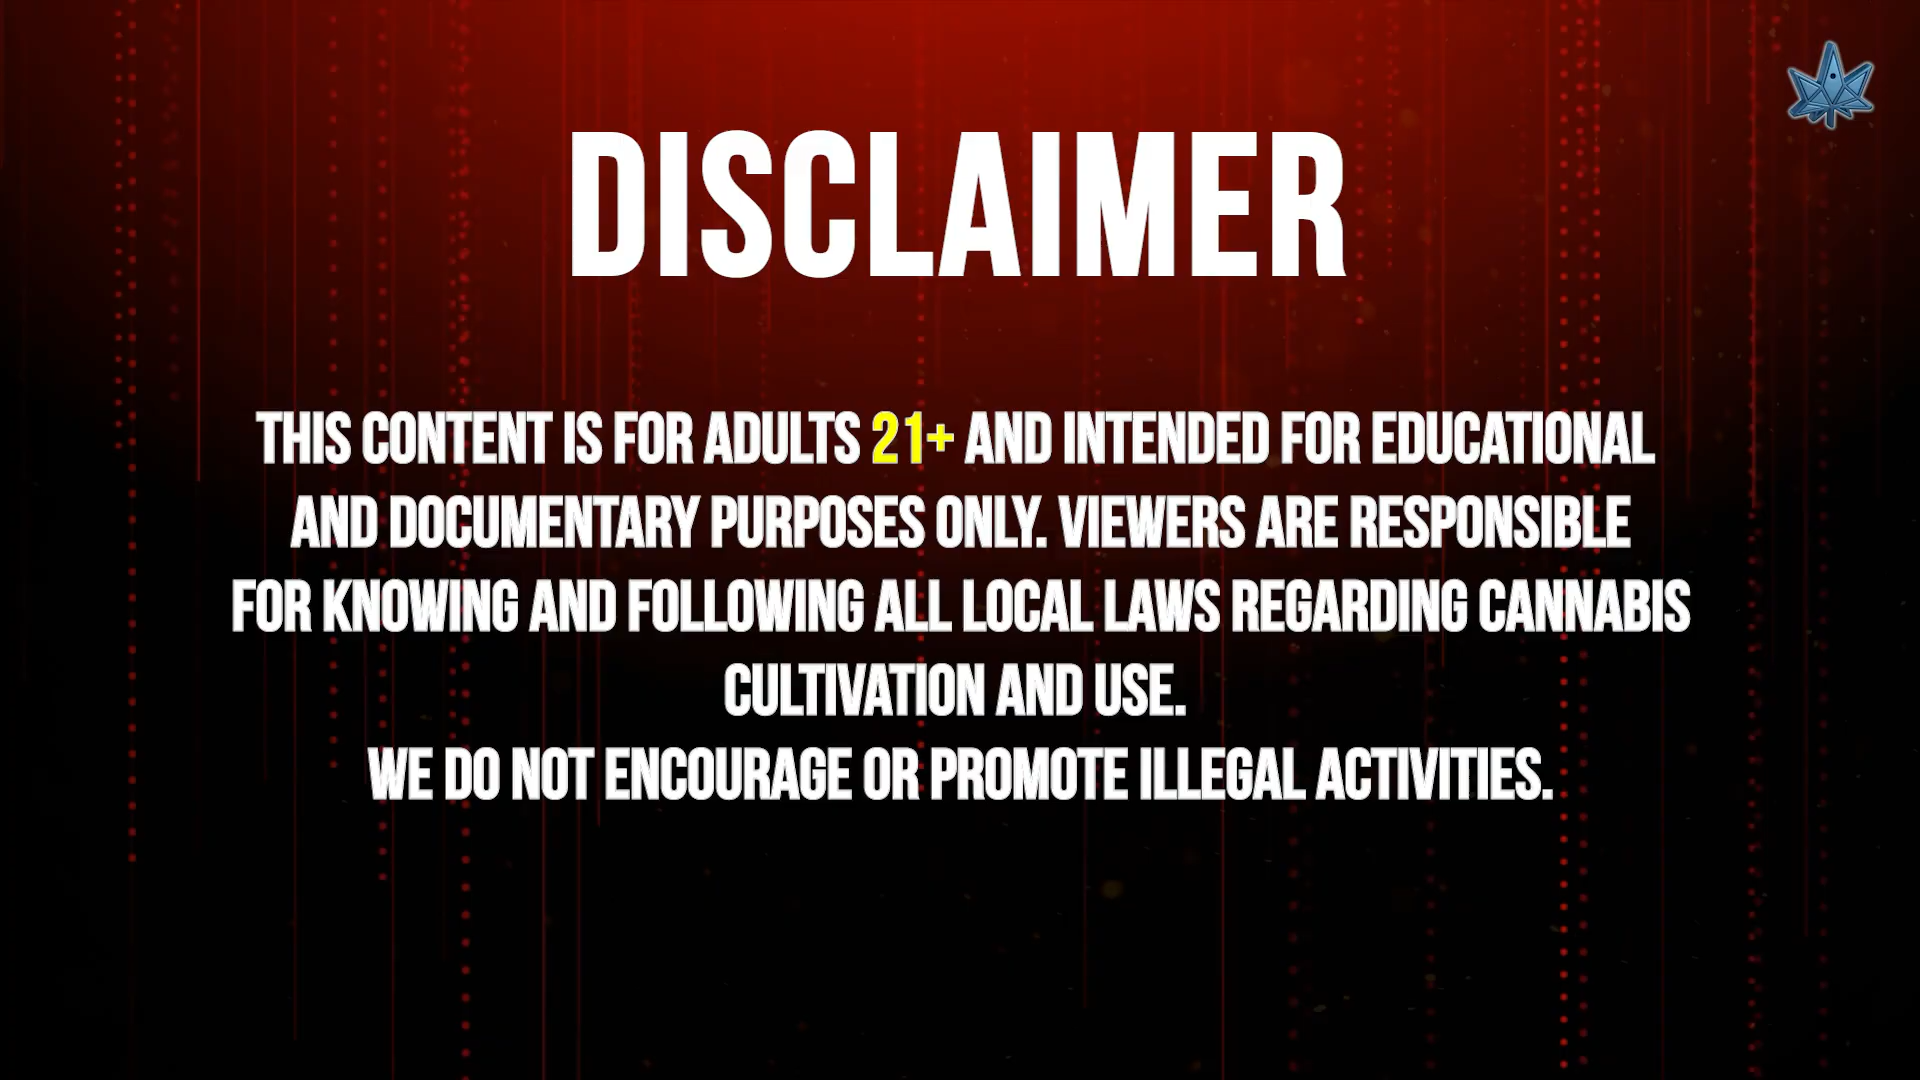 DISCLAIMER
THIS CONTENT IS FOR ADULTS 21+ AND INTENDED FOR EDUCATIONAL
AND DOCUMENTARY PURPOSES ONLY. VIEWERS ARE RESPONSIBLE
FOR KNOWING AND FOLLOWING ALL LOCAL LAWS REGARDING CANNABIS
CULTIVATION AND USE.
WE DO NOT ENCOURAGE OR PROMOTE ILLEGAL ACTIVITIES.